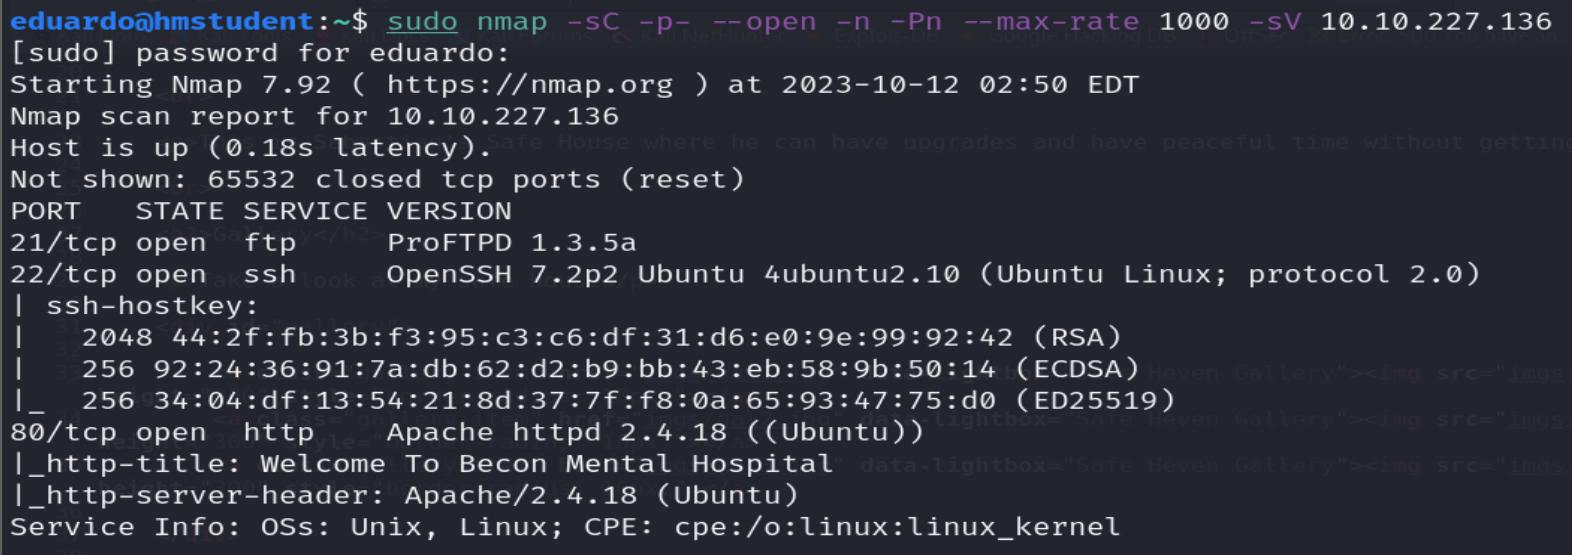 eduardo@hmstudent:~$ sudo nmap -sC -p- --open -n -Pn --max-rate 1000 -sV 10.10.227.136
[sudo] password for eduardo:
Starting Nmap 7.92 ( https://nmap.org ) at 2023-10-12 02:50 EDT
Nmap scan report for 10.10.227.136
Host is up (0.18s latency).
Not shown: 65532 closed tcp ports (reset)
PORT   STATE SERVICE VERSION
21/tcp open  ftp     ProFTPD 1.3.5a
22/tcp open  ssh     OpenSSH 7.2p2 Ubuntu 4ubuntu2.10 (Ubuntu Linux; protocol 2.0)
| ssh-hostkey:
|   2048 44:2f:fb:3b:f3:95:c3:c6:df:31:d6:e0:9e:99:92:42 (RSA)
|   256 92:24:36:91:7a:db:62:d2:b9:bb:43:eb:58:9b:50:14 (ECDSA)
|_  256 34:04:df:13:54:21:8d:37:7f:f8:0a:65:93:47:75:d0 (ED25519)
80/tcp open  http    Apache httpd 2.4.18 ((Ubuntu))
|_http-title: Welcome To Becon Mental Hospital
|_http-server-header: Apache/2.4.18 (Ubuntu)
Service Info: OSs: Unix, Linux; CPE: cpe:/o:linux:linux_kernel